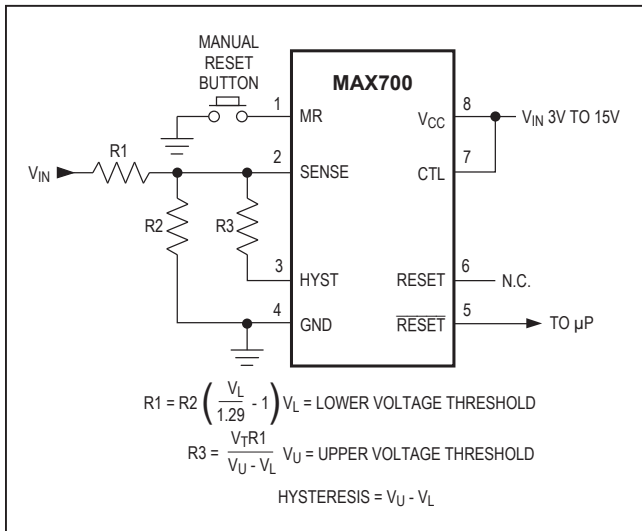 MANUAL
RESET
BUTTON
MAX700
1
MR
VCC
8
VIN 3V TO 15V
R1
VIN
2
SENSE
CTL
7
R2
R3
3
HYST
RESET
6
N.C.
4
GND
RESET
5
TO µP
R1 = R2 ( VL / 1.29 - 1 ) VL = LOWER VOLTAGE THRESHOLD
R3 = VTR1 / VU - VL VU = UPPER VOLTAGE THRESHOLD
HYSTERESIS = VU - VL